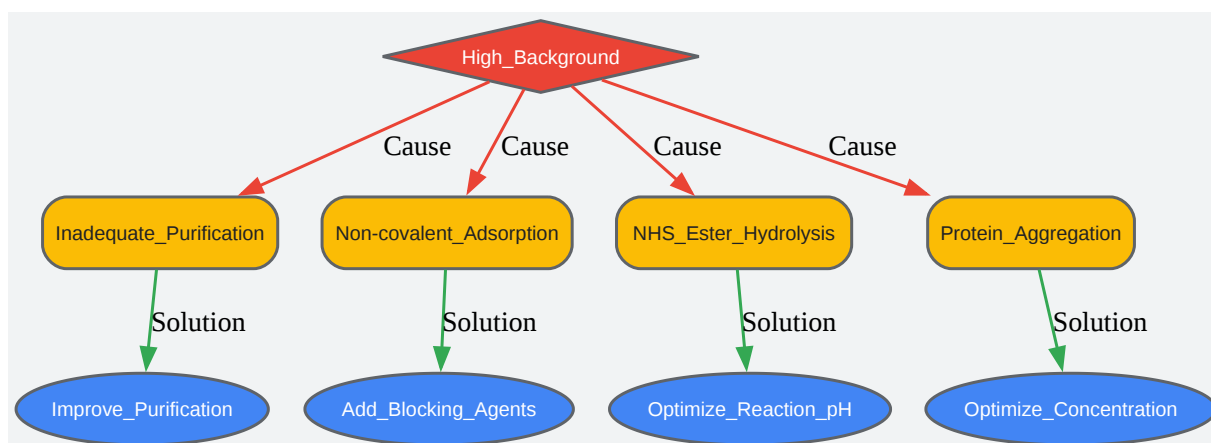 High_Background
Cause Cause Cause Cause
Inadequate_Purification Non-covalent_Adsorption NHS_Ester_Hydrolysis Protein_Aggregation
Solution Solution Solution Solution
Improve_Purification Add_Blocking_Agents Optimize_Reaction_pH Optimize_Concentration